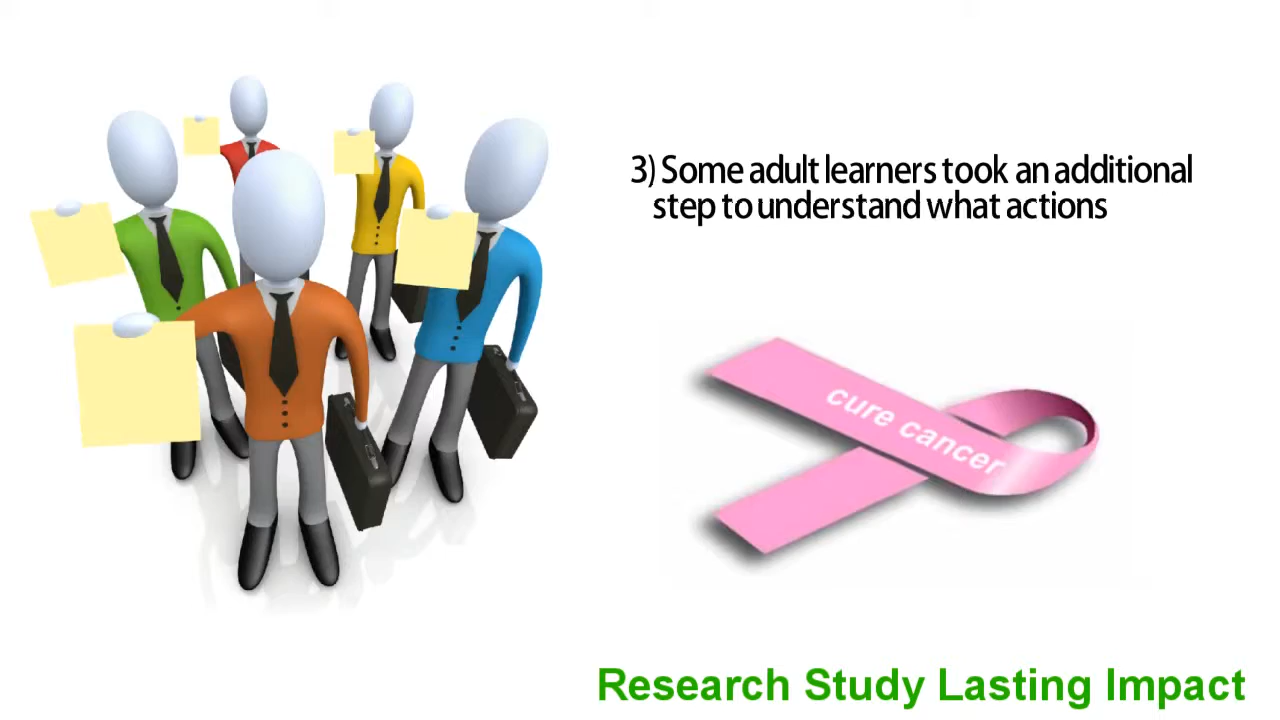 3) Some adult learners took an additional
step to understand what actions
cure cancer
Research Study Lasting Impact